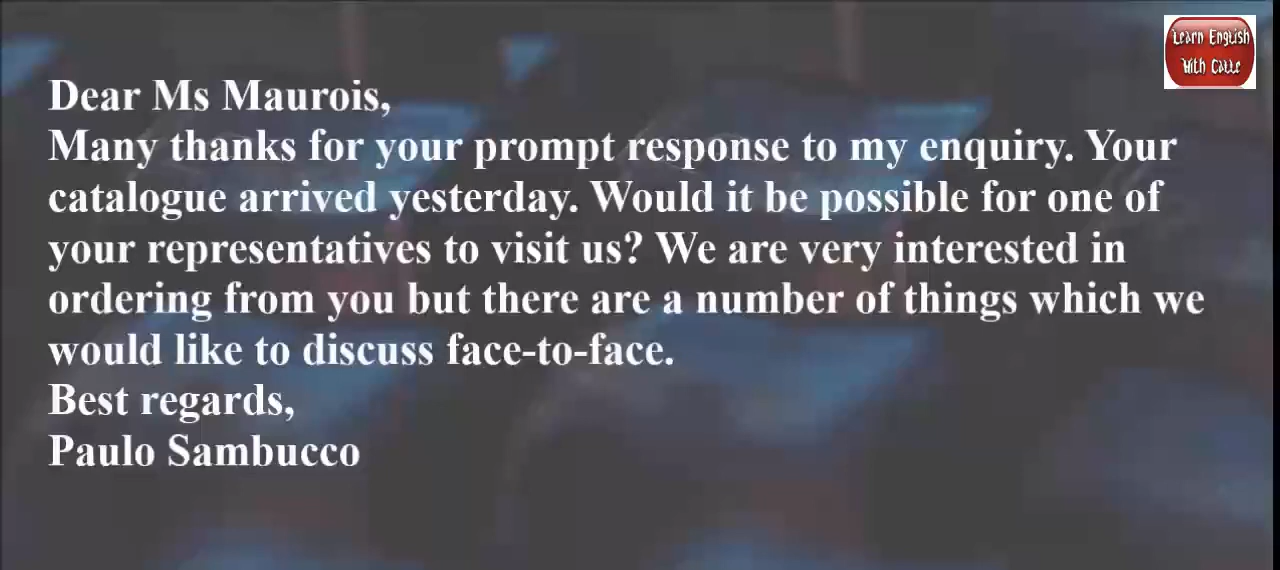 Learn English
With Catte
Dear Ms Maurois,
Many thanks for your prompt response to my enquiry. Your
catalogue arrived yesterday. Would it be possible for one of
your representatives to visit us? We are very interested in
ordering from you but there are a number of things which we
would like to discuss face-to-face.
Best regards,
Paulo Sambucco